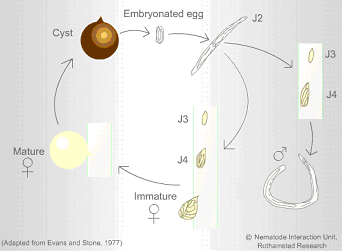 Embryonated egg
J2
Cyst
J3
J4
J3
J4
Mature
♀
Immature
♀
♂
(Adapted from Evans and Stone, 1977)
© Nematode Interaction Unit,
Rothamsted Research